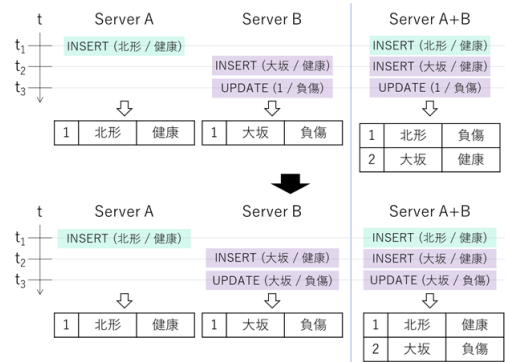 t Server A Server B Server A+B
t1 INSERT (北形 / 健康) INSERT (北形 / 健康)
t2 INSERT (大坂 / 健康) INSERT (大坂 / 健康)
t3 UPDATE (1 / 負傷) UPDATE (1 / 負傷)
1 北形 健康 1 大坂 負傷 1 北形 負傷
2 大坂 健康
t Server A Server B Server A+B
t1 INSERT (北形 / 健康) INSERT (北形 / 健康)
t2 INSERT (大坂 / 健康) INSERT (大坂 / 健康)
t3 UPDATE (大坂 / 負傷) UPDATE (大坂 / 負傷)
1 北形 健康 1 大坂 負傷 1 北形 健康
2 大坂 負傷